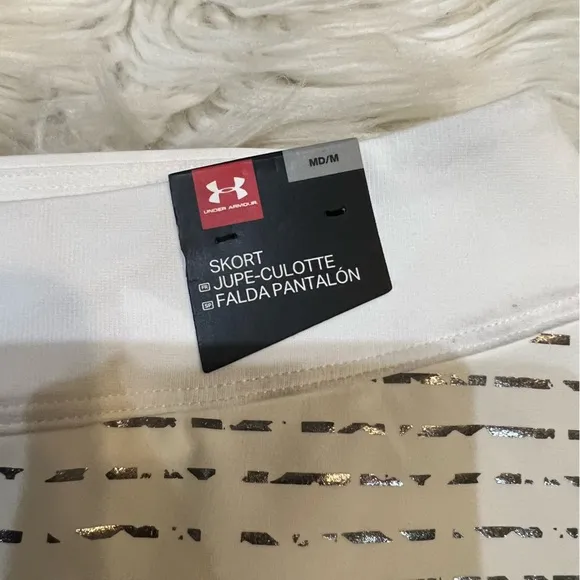 MD/M
UNDER ARMOUR
SKORT
FR JUPE-CULOTTE
SP FALDA PANTALÓN